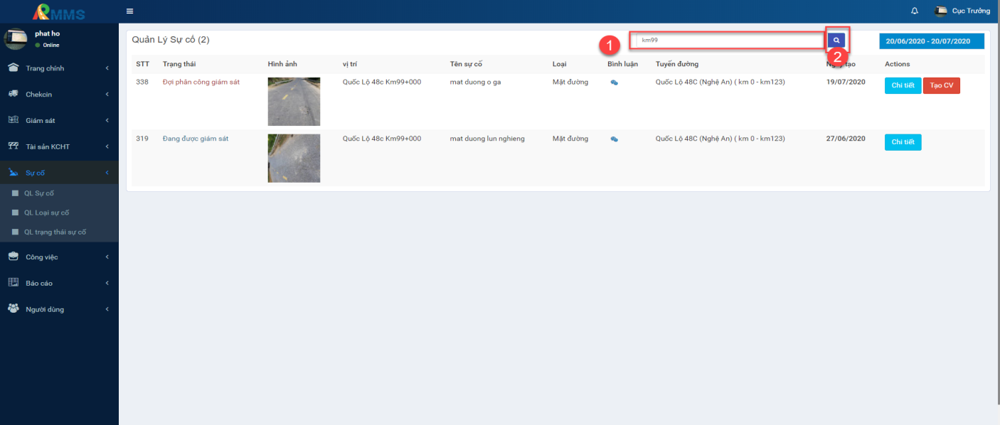 RMMS
Cục Trưởng
phat ho
Online
Trang chính
Chekcin
Giám sát
Tài sản KCHT
Sự cố
QL Sự cố
QL Loại sự cố
QL trạng thái sự cố
Công việc
Báo cáo
Người dùng
Quản Lý Sự cố (2)
1
km99
2
20/06/2020 - 20/07/2020
STT Trạng thái Hình ảnh vị trí Tên sự cố Loại Bình luận Tuyến đường tạo Actions
338 Đợi phân công giám sát Quốc Lộ 48c Km99+000 mat duong o ga Mặt đường Quốc Lộ 48C (Nghệ An) ( km 0 - km123) 19/07/2020 Chi tiết Tạo CV
319 Đang được giám sát Quốc Lộ 48c Km99+000 mat duong lun nghieng Mặt đường Quốc Lộ 48C (Nghệ An) ( km 0 - km123) 27/06/2020 Chi tiết